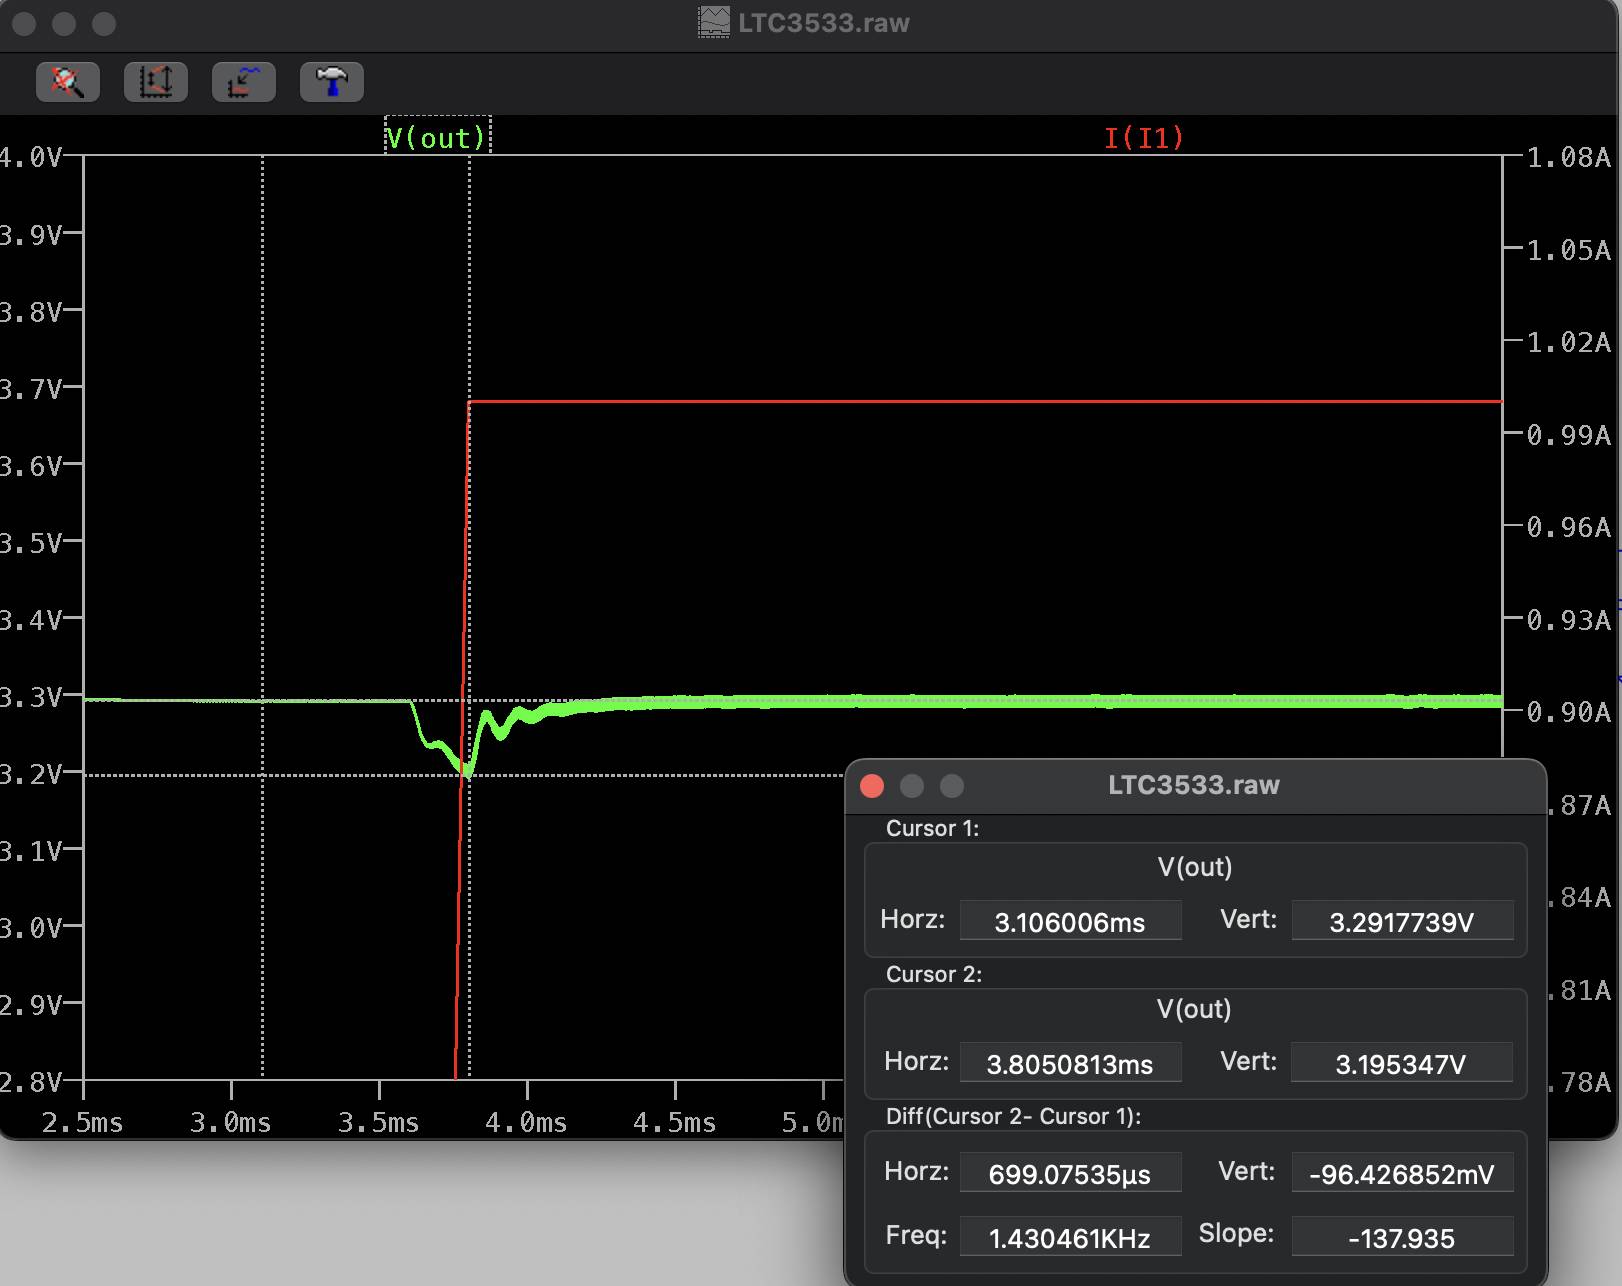 LTC3533.raw
V(out) I(I1)
4.0V 1.08A
3.9V 1.05A
3.8V 1.02A
3.7V 0.99A
3.6V 0.96A
3.5V 0.93A
3.4V 0.90A
3.3V .87A
3.2V .84A
3.1V .81A
3.0V .78A
2.9V
2.8V
2.5ms 3.0ms 3.5ms 4.0ms 4.5ms 5.0m
LTC3533.raw
Cursor 1:
V(out)
Horz: 3.106006ms Vert: 3.2917739V
Cursor 2:
V(out)
Horz: 3.8050813ms Vert: 3.195347V
Diff(Cursor 2- Cursor 1):
Horz: 699.07535µs Vert: -96.426852mV
Freq: 1.430461KHz Slope: -137.935